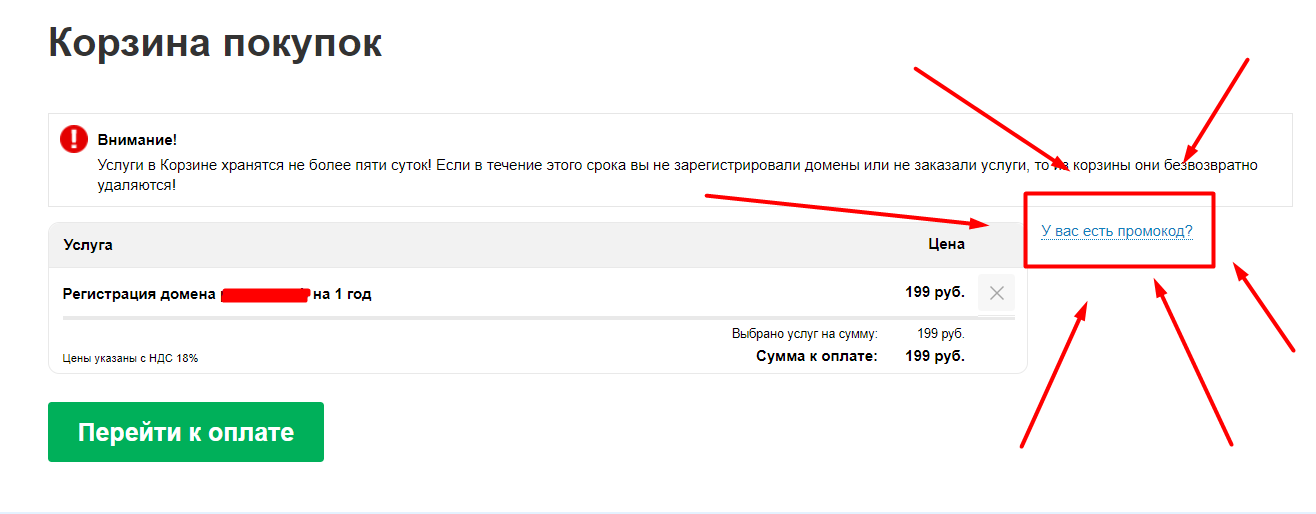 Корзина покупок
Внимание!
Услуги в Корзине хранятся не более пяти суток! Если в течение этого срока вы не зарегистрировали домены или не заказали услуги, то из корзины они безвозвратно
удаляются!
У вас есть промокод?
Услуга Цена
Регистрация домена на 1 год 199 руб.
Выбрано услуг на сумму: 199 руб.
Цены указаны с НДС 18% Сумма к оплате: 199 руб.
Перейти к оплате